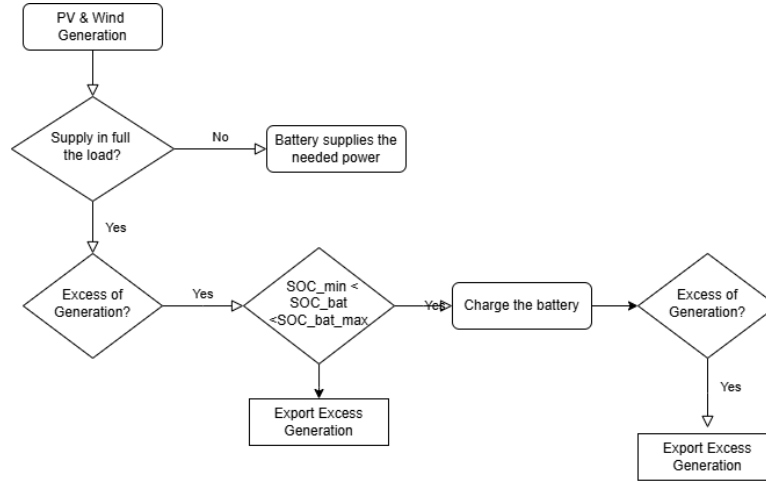 PV & Wind
Generation
Supply in full
the load?
No
Battery supplies the
needed power
Yes
Excess of
Generation?
Yes
SOC_min <
SOC_bat
<SOC_bat_max
Yes
Charge the battery
Excess of
Generation?
Yes
Export Excess
Generation
Export Excess
Generation